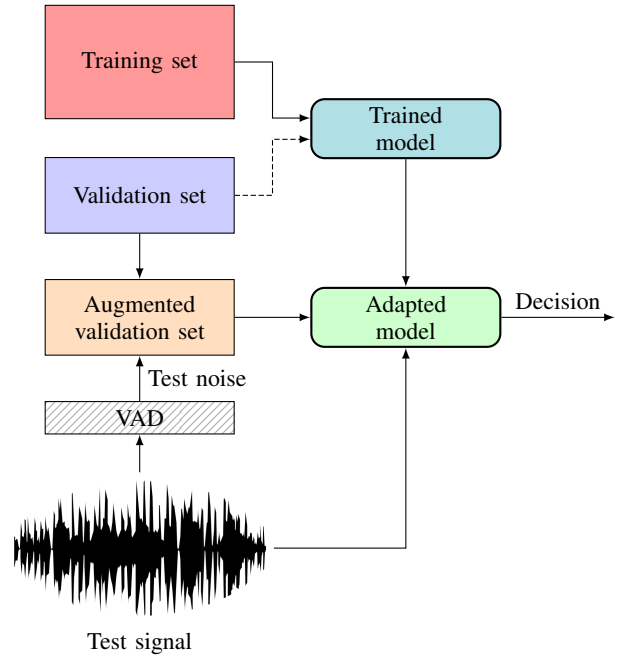 Training set
Trained
model
Validation set
Augmented
validation set
Adapted
model
Decision
Test noise
VAD
Test signal